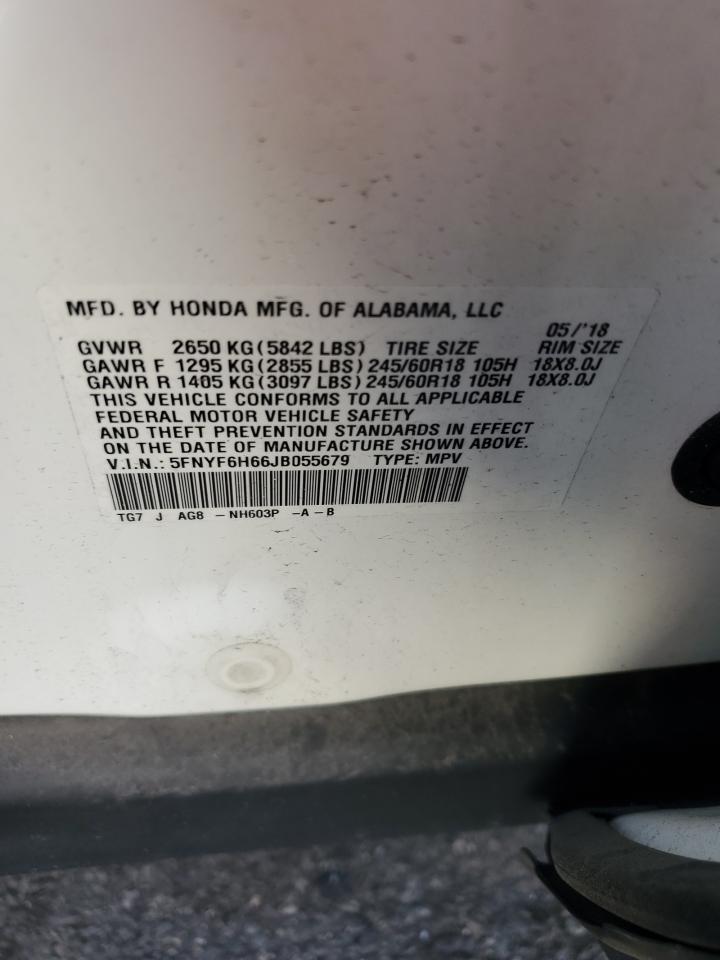 MFD. BY HONDA MFG. OF ALABAMA, LLC
05/'18
GVWR 2650 KG (5842 LBS) TIRE SIZE RIM SIZE
GAWR F 1295 KG (2855 LBS) 245/60R18 105H 18X8.0J
GAWR R 1405 KG (3097 LBS) 245/60R18 105H 18X8.0J
THIS VEHICLE CONFORMS TO ALL APPLICABLE
FEDERAL MOTOR VEHICLE SAFETY
AND THEFT PREVENTION STANDARDS IN EFFECT
ON THE DATE OF MANUFACTURE SHOWN ABOVE.
V.I.N.: 5FNYF6H66JB055679 TYPE: MPV
TG7 J AG8 - NH603P -A-B